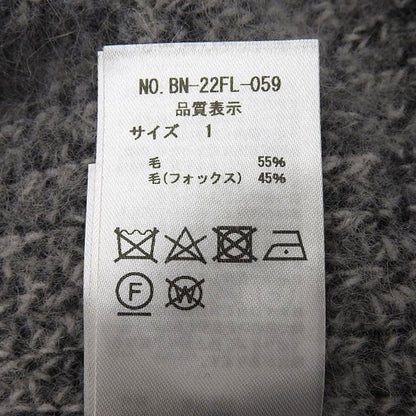 NO. BN-22FL-059
品質表示
サイズ 1
毛 55%
毛(フォックス) 45%
F W